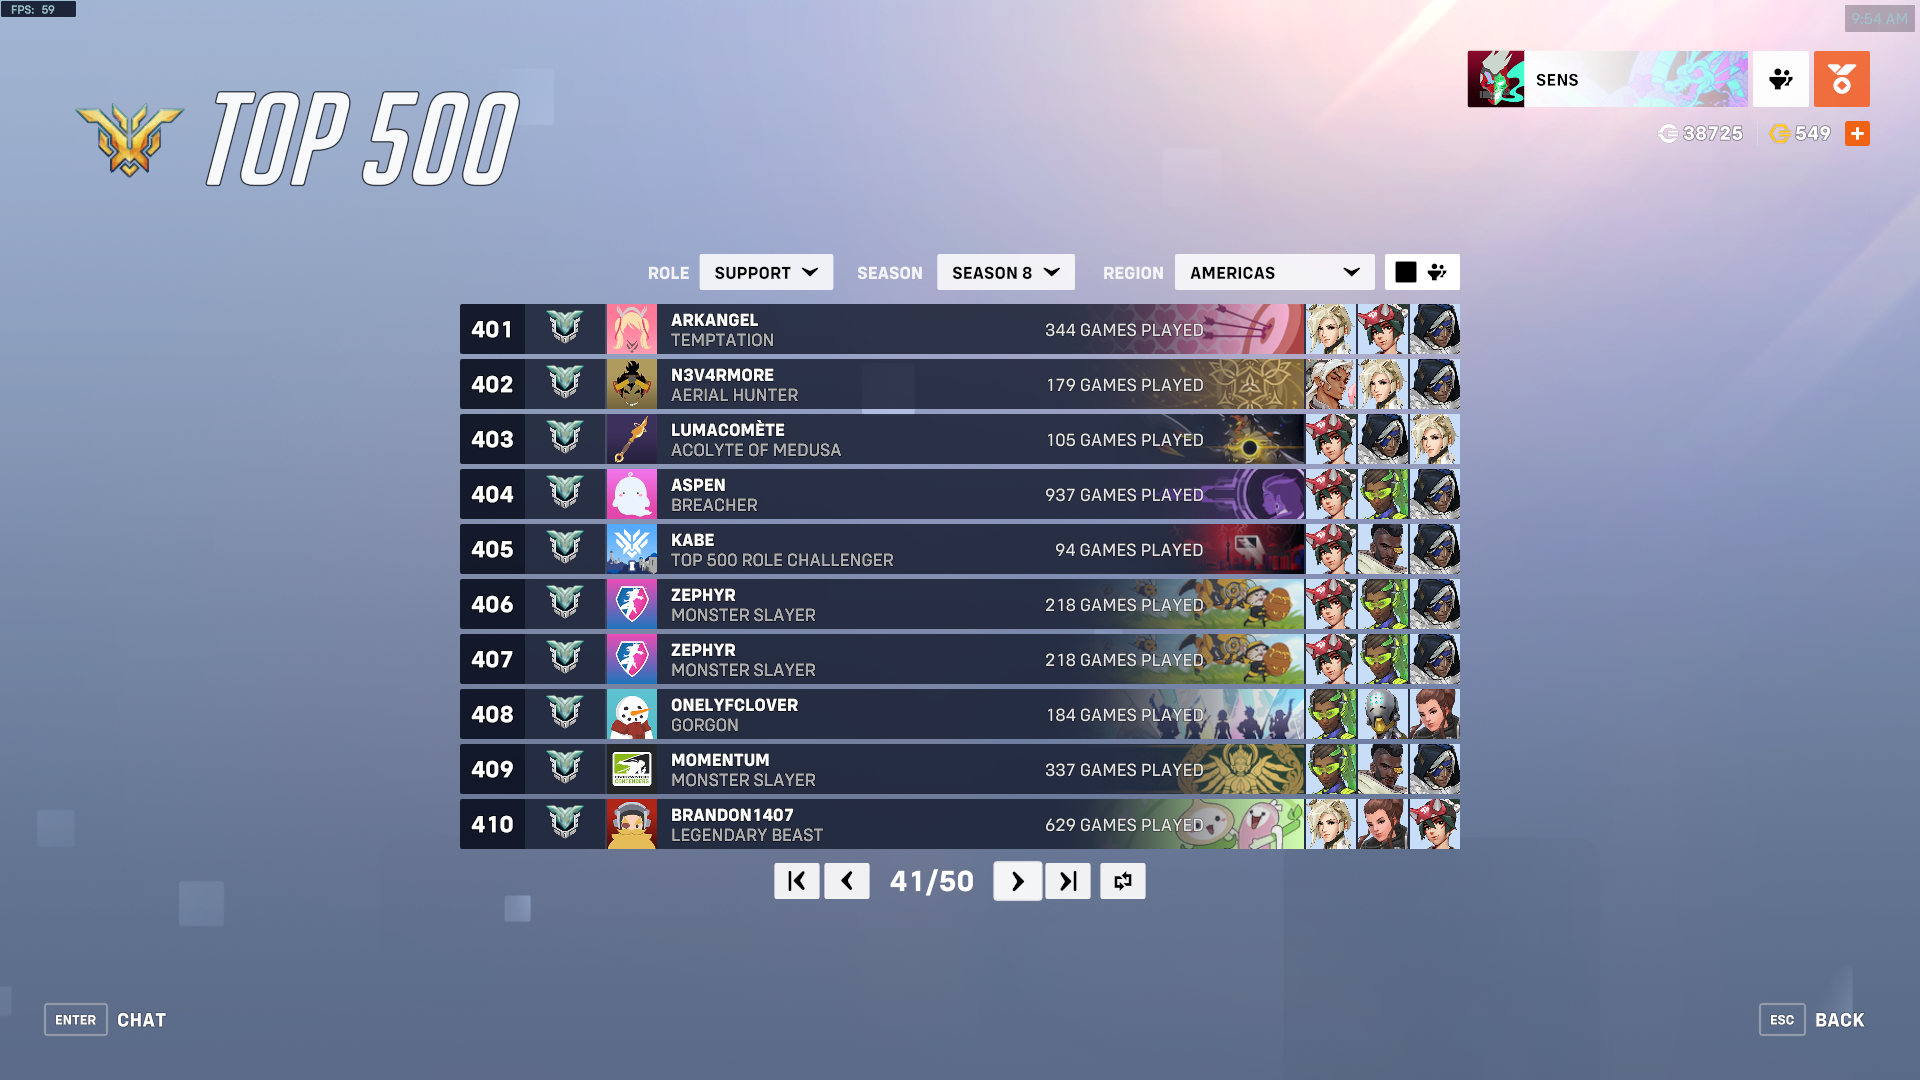 FPS: 59
9:54 AM
TOP 500
SENS
38725
549
ROLE
SUPPORT
SEASON
SEASON 8
REGION
AMERICAS
401
ARKANGEL
TEMPTATION
344 GAMES PLAYED
402
N3V4RMORE
AERIAL HUNTER
179 GAMES PLAYED
403
LUMACOMÈTE
ACOLYTE OF MEDUSA
105 GAMES PLAYED
404
ASPEN
BREACHER
937 GAMES PLAYED
405
KABE
TOP 500 ROLE CHALLENGER
94 GAMES PLAYED
406
ZEPHYR
MONSTER SLAYER
218 GAMES PLAYED
407
ZEPHYR
MONSTER SLAYER
218 GAMES PLAYED
408
ONELYFCLOVER
GORGON
184 GAMES PLAYED
409
MOMENTUM
MONSTER SLAYER
337 GAMES PLAYED
410
BRANDON1407
LEGENDARY BEAST
629 GAMES PLAYED
41/50
ENTER
CHAT
ESC
BACK